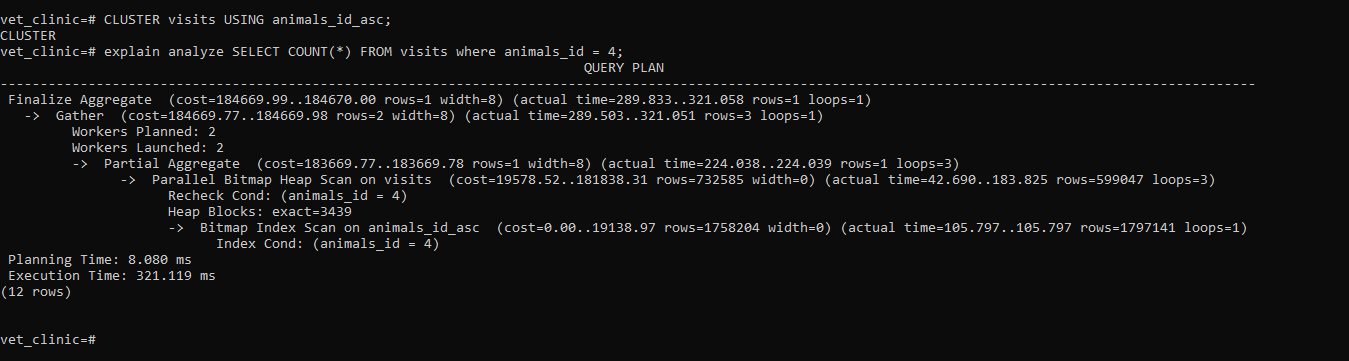 vet_clinic=# CLUSTER visits USING animals_id_asc;
CLUSTER
vet_clinic=# explain analyze SELECT COUNT(*) FROM visits where animals_id = 4;
QUERY PLAN
-------------------------------------------------------------------------------------------------------------------------------------------------------------
Finalize Aggregate  (cost=184669.99..184670.00 rows=1 width=8) (actual time=289.833..321.058 rows=1 loops=1)
->  Gather  (cost=184669.77..184669.98 rows=2 width=8) (actual time=289.503..321.051 rows=3 loops=1)
Workers Planned: 2
Workers Launched: 2
->  Partial Aggregate  (cost=183669.77..183669.78 rows=1 width=8) (actual time=224.038..224.039 rows=1 loops=3)
->  Parallel Bitmap Heap Scan on visits  (cost=19578.52..181838.31 rows=732585 width=0) (actual time=42.690..183.825 rows=599047 loops=3)
Recheck Cond: (animals_id = 4)
Heap Blocks: exact=3439
->  Bitmap Index Scan on animals_id_asc  (cost=0.00..19138.97 rows=1758204 width=0) (actual time=105.797..105.797 rows=1797141 loops=1)
Index Cond: (animals_id = 4)
Planning Time: 8.080 ms
Execution Time: 321.119 ms
(12 rows)
vet_clinic=#